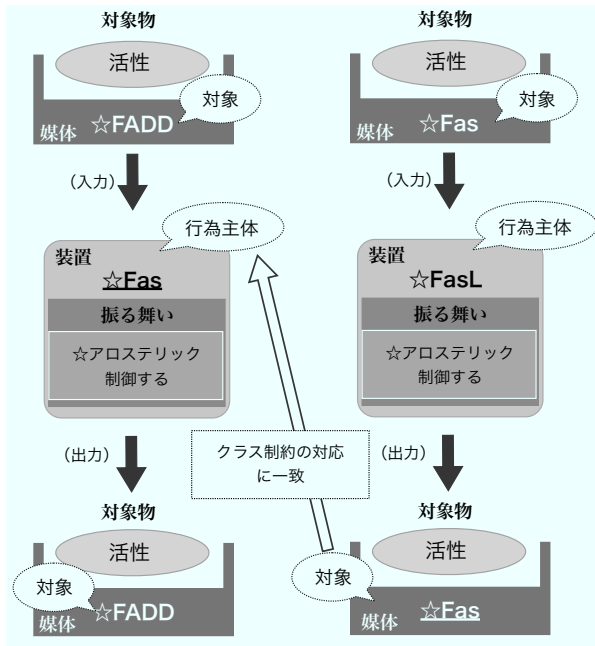 対象物
活性
対象
媒体
☆FADD
(入力)
行為主体
装置
☆Fas
振る舞い
☆アロステリック
制御する
(出力)
対象物
活性
対象
媒体
☆FADD
対象物
活性
対象
媒体
☆Fas
(入力)
行為主体
装置
☆FasL
振る舞い
☆アロステリック
制御する
クラス制約の対応
に一致
(出力)
対象物
活性
対象
媒体
☆Fas